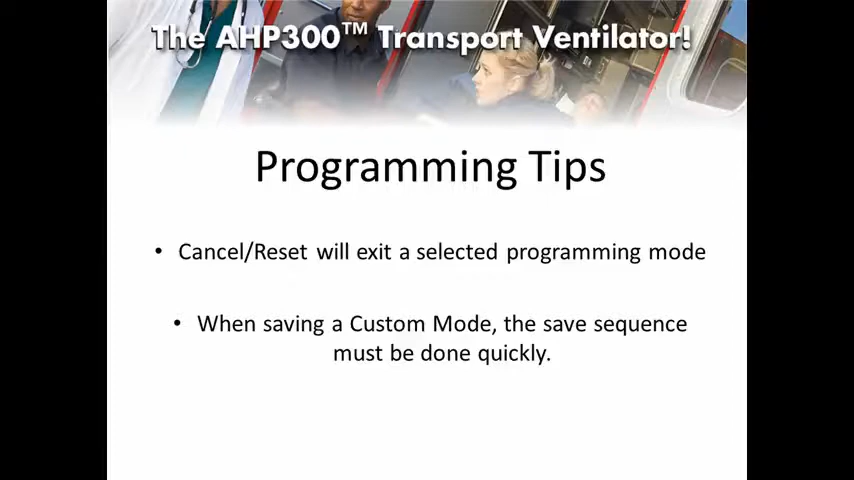 The AHP300™ Transport Ventilator!
Programming Tips
• Cancel/Reset will exit a selected programming mode
• When saving a Custom Mode, the save sequence
must be done quickly.